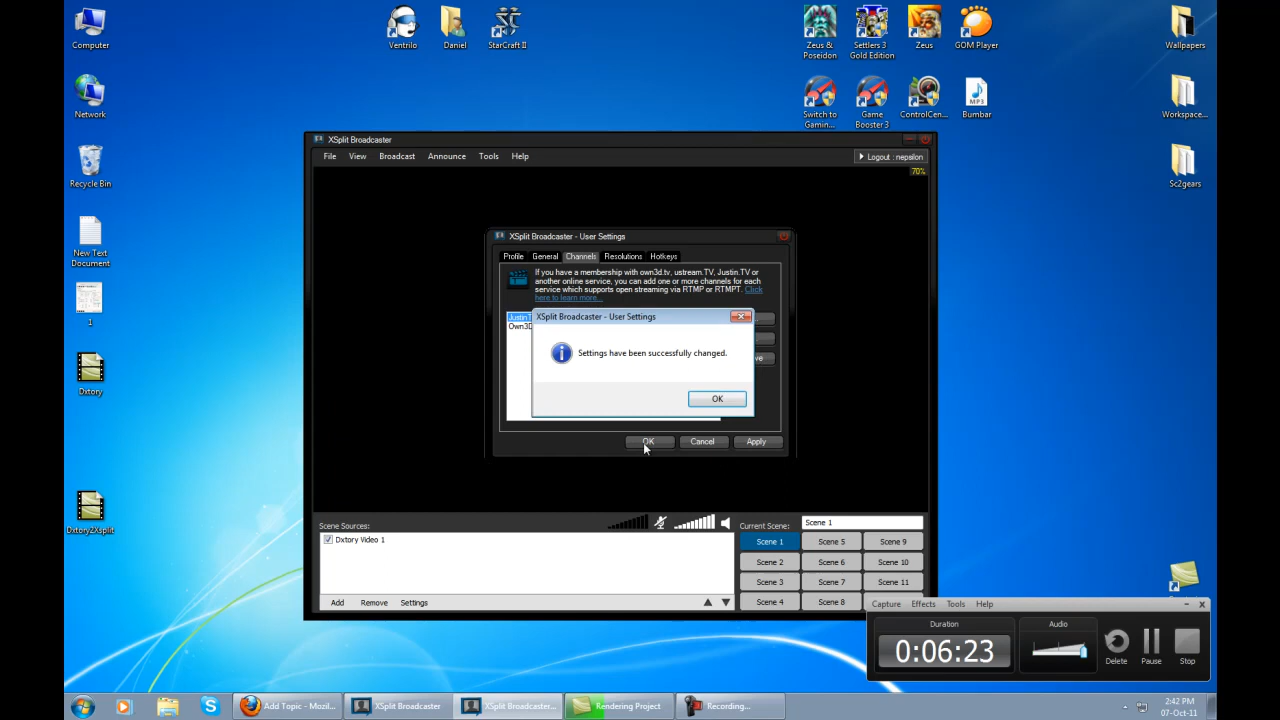 Computer
Ventrilo
Daniel
StarCraft II
Zeus &
Poseidon
Settlers 3
Gold Edition
Zeus
GOM Player
Wallpapers
Network
Switch to
Gamin...
Game
Booster 3
ControlCen...
Bumbar
Workspace...
Recycle Bin
Sc2gears
New Text
Document
1
Dxtory
Dxtory2Xsplit
XSplit Broadcaster
File View Broadcast Announce Tools Help
Logout : nepsilon
70%
XSplit Broadcaster - User Settings
Profile General Channels Resolutions Hotkeys
If you have a membership with own3d.tv, ustream.TV, Justin.TV or
another online service, you can add one or more channels for each
service which supports open streaming via RTMP or RTMPT. Click
here to learn more...
XSplit Broadcaster - User Settings
Settings have been successfully changed.
OK
OK Cancel Apply
Scene Sources:
Dxtory Video 1
Add Remove Settings
Current Scene: Scene 1
Scene 1 Scene 5 Scene 9
Scene 2 Scene 6 Scene 10
Scene 3 Scene 7 Scene 11
Scene 4 Scene 8
Capture Effects Tools Help
Duration
0:06:23
Audio
Delete Pause Stop
Add Topic - Mozil...
XSplit Broadcaster
XSplit Broadcaster...
Rendering Project
Recording...
2:42 PM
07-Oct-11